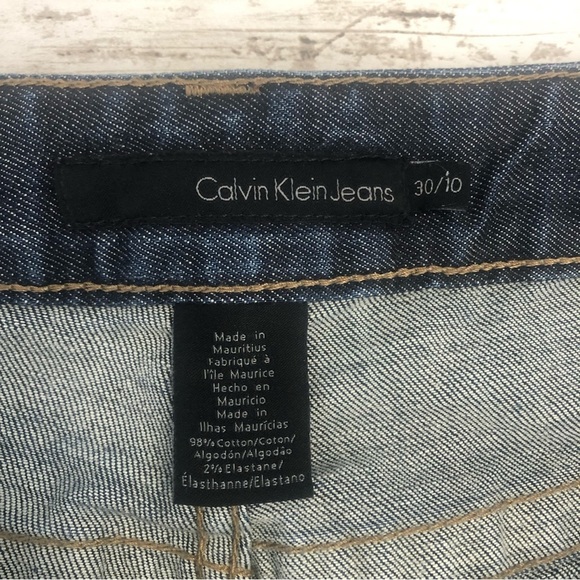 Calvin Klein Jeans 30/10
Made in
Mauritius
Fabriqué à
l'île Maurice
Hecho en
Mauricio
Made in
Ilhas Maurícias
98% Cotton/Coton/
Algodón/Algodão
2% Elastane/
Élasthanne/Elastano